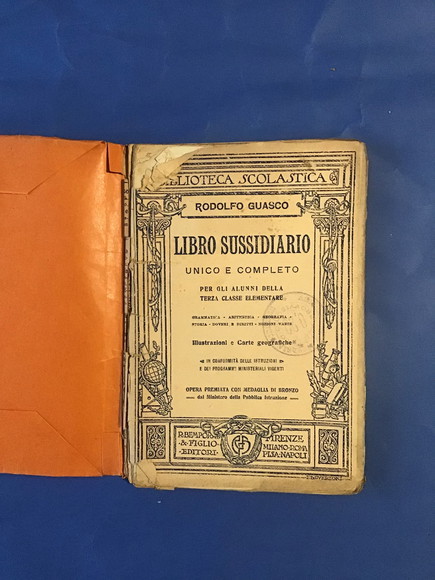 BIBLIOTECA SCOLASTICA
RODOLFO GUASCO
LIBRO SUSSIDIARIO
UNICO E COMPLETO
PER GLI ALUNNI DELLA
TERZA CLASSE ELEMENTARE
GRAMMATICA - ARITMETICA - GEOGRAFIA -
STORIA - DOVERI E DIRITTI - NOZIONI VARIE
Illustrazioni e Carte geografiche
IN CONFORMITÀ DELLE ISTRUZIONI
E DEI PROGRAMMI MINISTERIALI VIGENTI
OPERA PREMIATA CON MEDAGLIA DI BRONZO
dal Ministero della Pubblica Istruzione
R. BEMPORAD
& FIGLIO
-EDITORI-
FIRENZE
MILANO-ROMA
PISA-NAPOLI